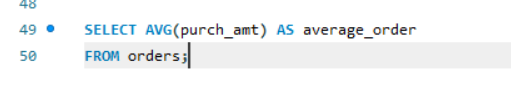 48
49 SELECT AVG(purch_amt) AS average_order
50 FROM orders;